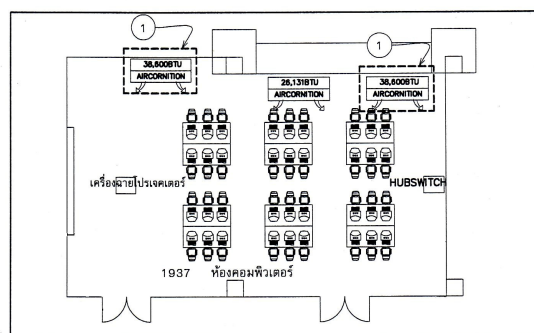 1
1
38,600BTU
AIRCORNITION
26,131BTU
AIRCORNITION
38,600BTU
AIRCORNITION
เครื่องฉายโปรเจคเตอร์
HUBSWITCH
1937 ห้องคอมพิวเตอร์